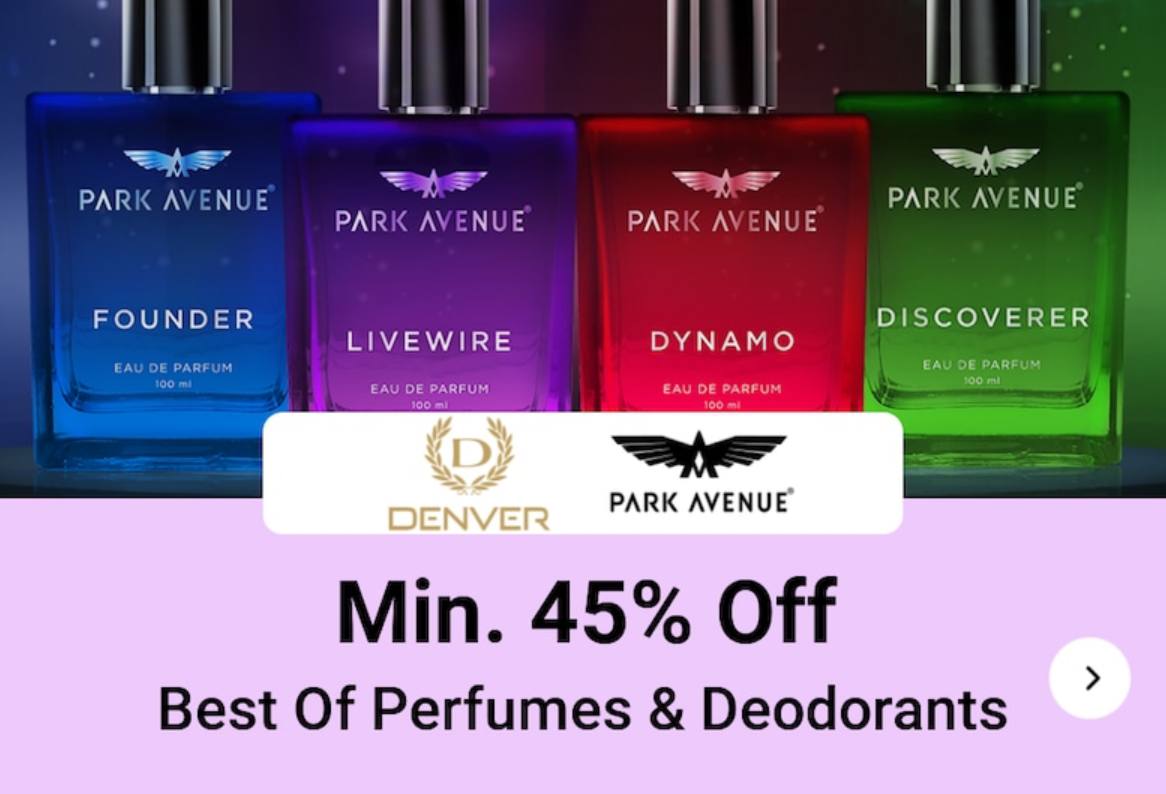 PARK AVENUE®
FOUNDER
EAU DE PARFUM
100 ml
PARK AVENUE®
LIVEWIRE
EAU DE PARFUM
100 ml
PARK AVENUE®
DYNAMO
EAU DE PARFUM
100 ml
PARK AVENUE®
DISCOVERER
EAU DE PARFUM
100 ml
D
DENVER
PARK AVENUE®
Min. 45% Off
Best Of Perfumes & Deodorants